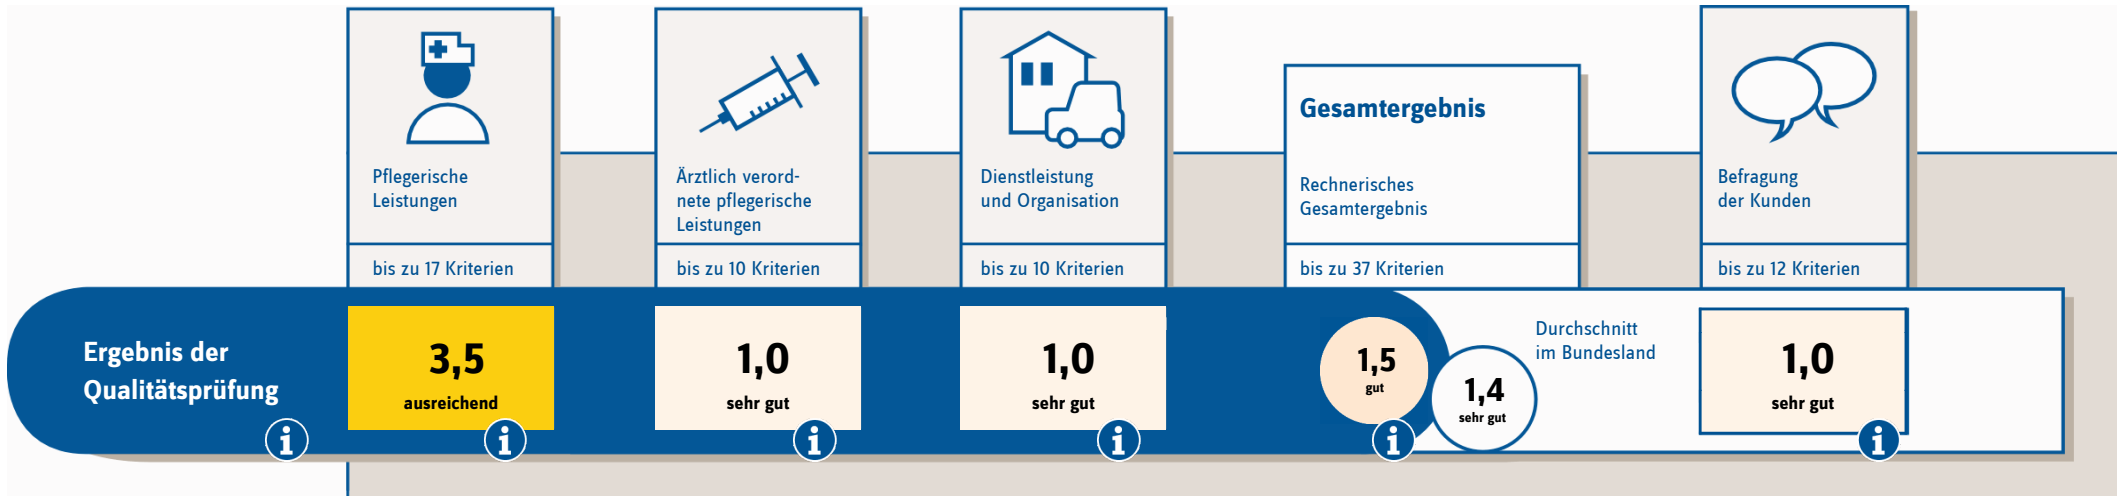 Pflegerische
Leistungen
bis zu 17 Kriterien
Ärztlich verord-
nete pflegerische
Leistungen
bis zu 10 Kriterien
Dienstleistung
und Organisation
bis zu 10 Kriterien
Gesamtergebnis
Rechnerisches
Gesamtergebnis
bis zu 37 Kriterien
Befragung
der Kunden
bis zu 12 Kriterien
Ergebnis der
Qualitätsprüfung
i
3,5
ausreichend
i
1,0
sehr gut
i
1,0
sehr gut
i
1,5
gut
i
1,4
sehr gut
Durchschnitt
im Bundesland
1,0
sehr gut
i